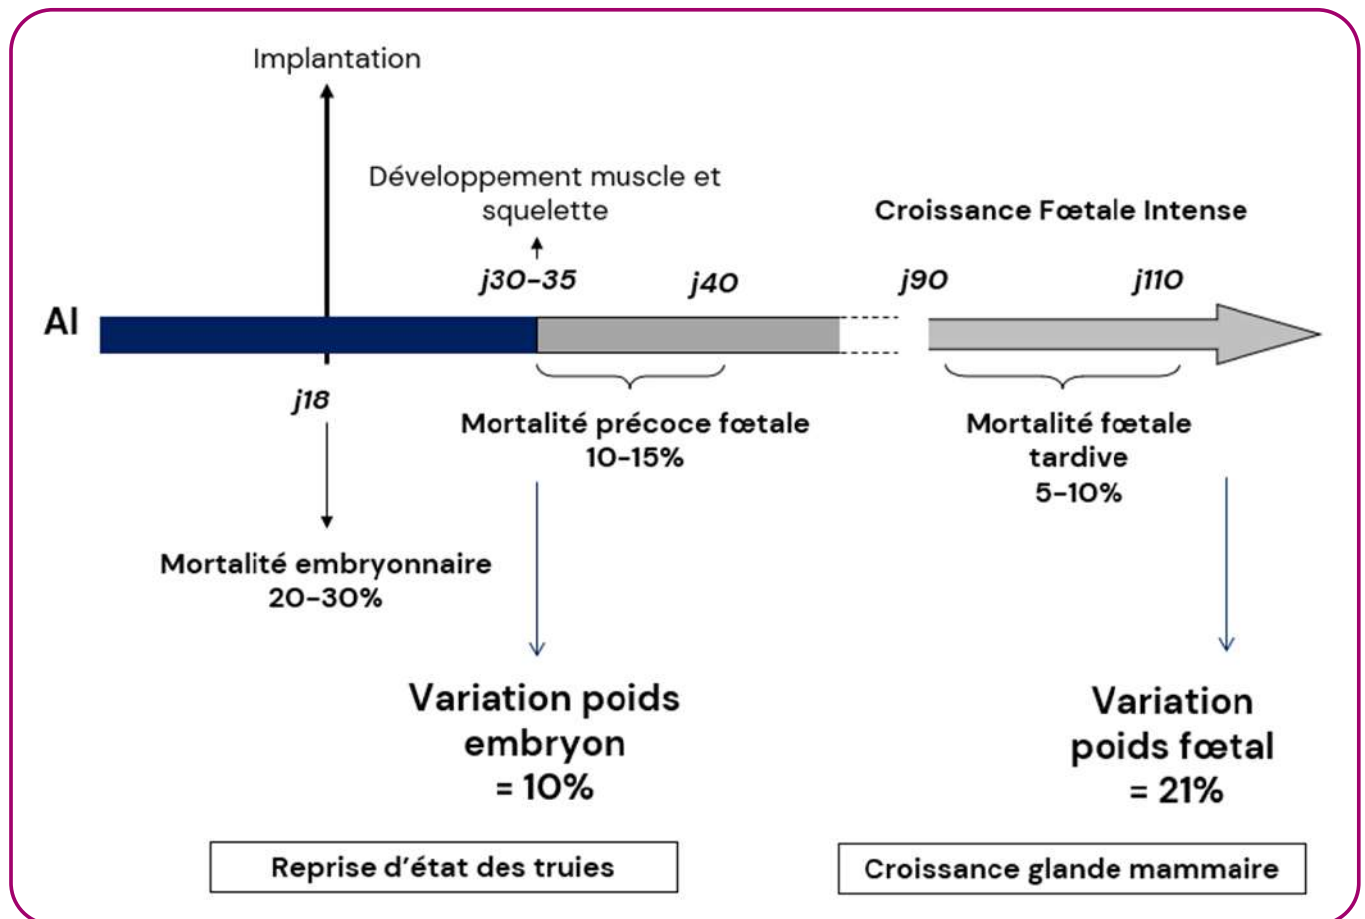 Implantation
Développement muscle et
squelette
Croissance Fœtale Intense
j30-35
j40
j90
j110
AI
j18
Mortalité précoce fœtale
10-15%
Mortalité fœtale
tardive
5-10%
Mortalité embryonnaire
20-30%
Variation poids
embryon
= 10%
Variation
poids fœtal
= 21%
Reprise d'état des truies
Croissance glande mammaire